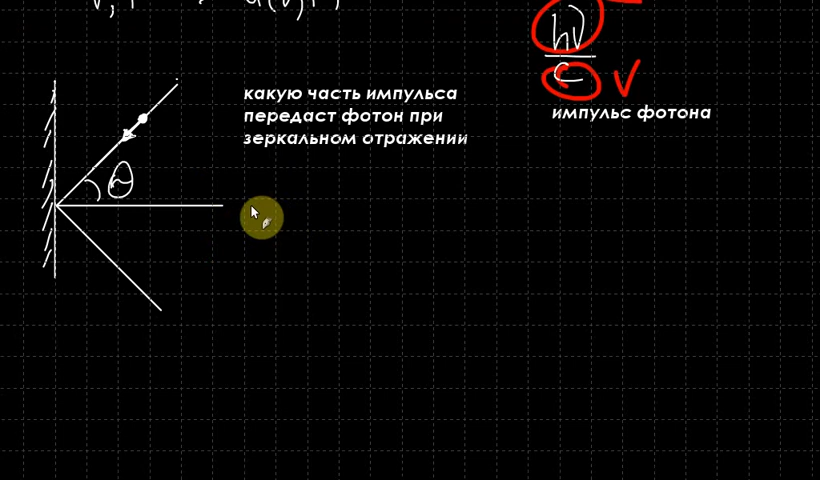 hν
c
V
импульс фотона
какую часть импульса
передаст фотон при
зеркальном отражении
θ